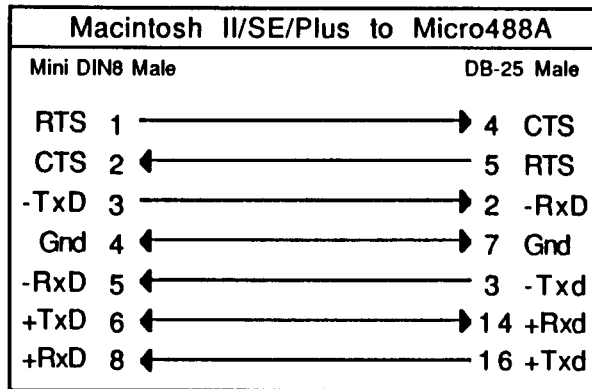 Macintosh II/SE/Plus to Micro488A
Mini DIN8 Male DB-25 Male
RTS 1 4 CTS
CTS 2 5 RTS
-TxD 3 2 -RxD
Gnd 4 7 Gnd
-RxD 5 3 -Txd
+TxD 6 14 +Rxd
+RxD 8 16 +Txd